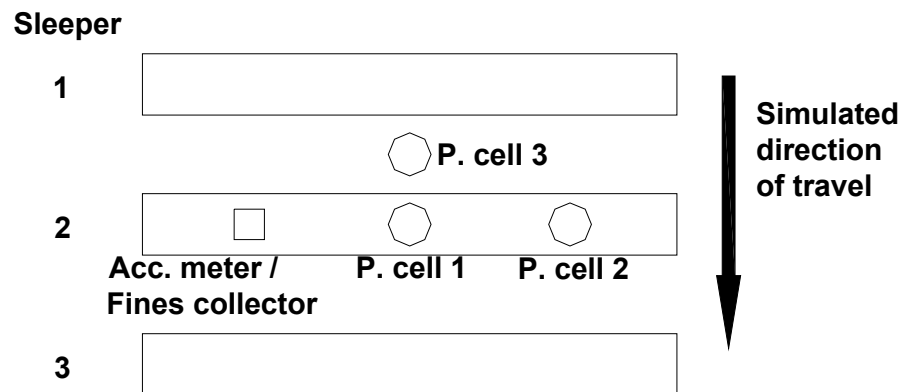 Sleeper
1
Simulated
direction
of travel
P. cell 3
2
Acc. meter /
Fines collector
P. cell 1
P. cell 2
3